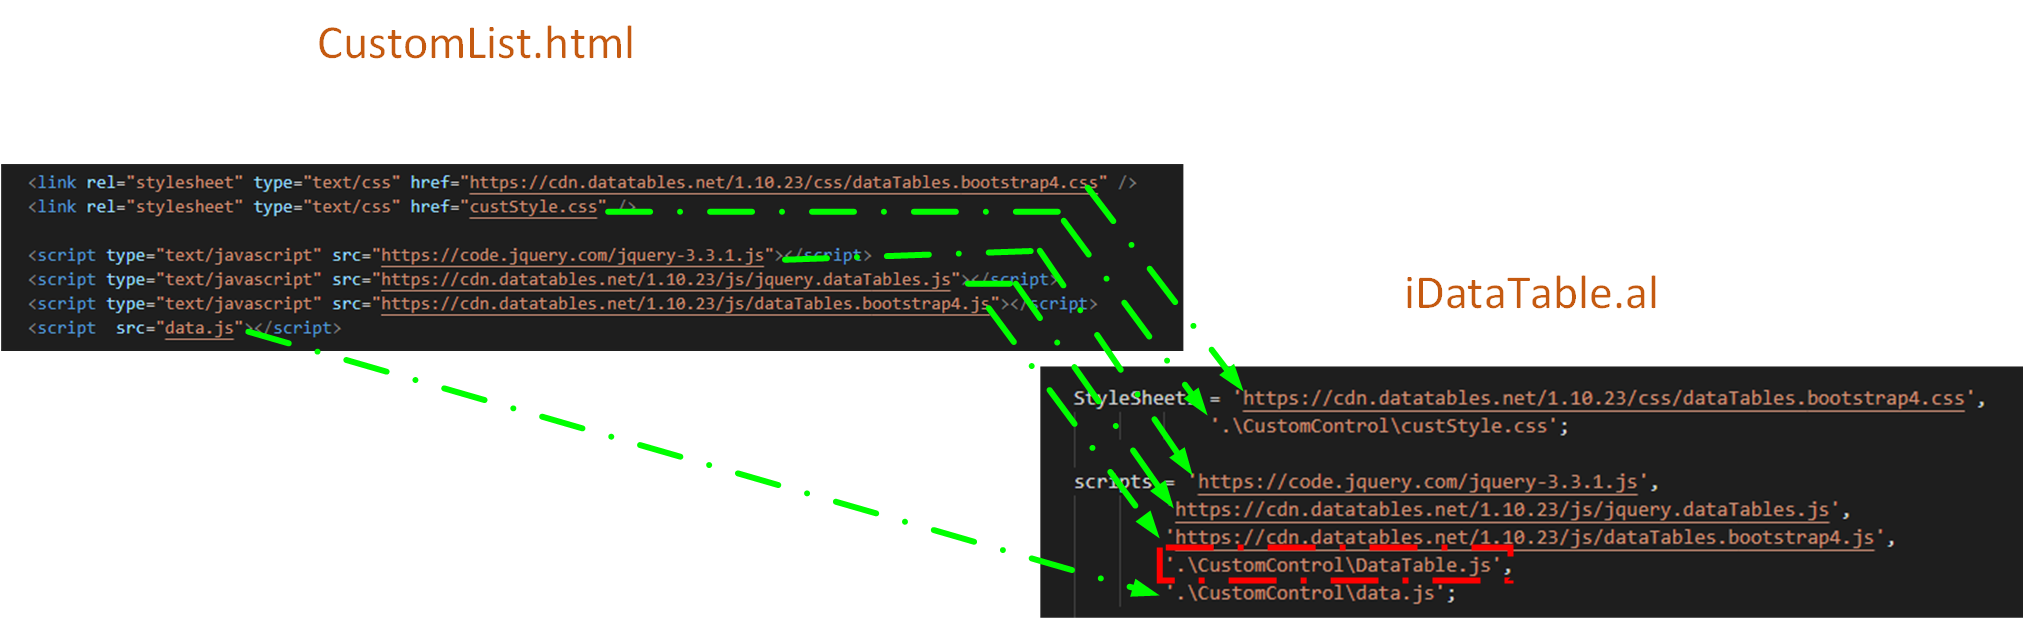 CustomList.html
<link rel="stylesheet" type="text/css" href="https://cdn.datatables.net/1.10.23/css/dataTables.bootstrap4.css" />
<link rel="stylesheet" type="text/css" href="custStyle.css" />
<script type="text/javascript" src="https://code.jquery.com/jquery-3.3.1.js"></script>
<script type="text/javascript" src="https://cdn.datatables.net/1.10.23/js/jquery.dataTables.js"></script>
<script type="text/javascript" src="https://cdn.datatables.net/1.10.23/js/dataTables.bootstrap4.js"></script>
<script  src="data.js"></script>
iDataTable.al
StyleSheets = 'https://cdn.datatables.net/1.10.23/css/dataTables.bootstrap4.css',
'.\CustomControl\custStyle.css';
scripts = 'https://code.jquery.com/jquery-3.3.1.js',
'https://cdn.datatables.net/1.10.23/js/jquery.dataTables.js',
'https://cdn.datatables.net/1.10.23/js/dataTables.bootstrap4.js',
'.\CustomControl\DataTable.js',
'.\CustomControl\data.js';